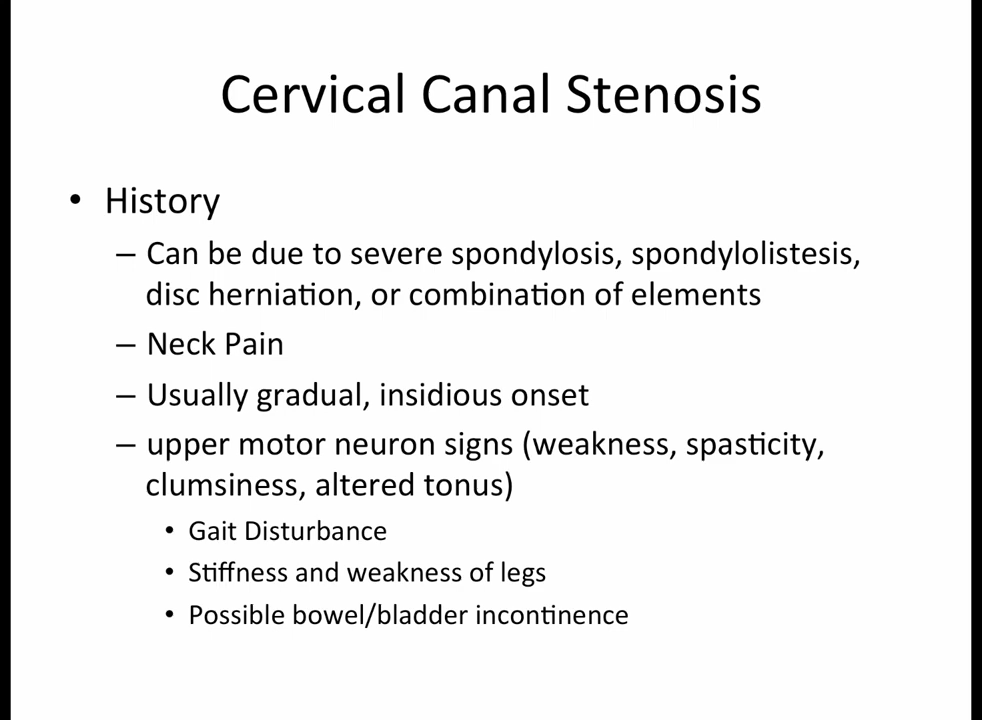 Cervical Canal Stenosis
• History
– Can be due to severe spondylosis, spondylolistesis,
disc herniation, or combination of elements
– Neck Pain
– Usually gradual, insidious onset
– upper motor neuron signs (weakness, spasticity,
clumsiness, altered tonus)
• Gait Disturbance
• Stiffness and weakness of legs
• Possible bowel/bladder incontinence